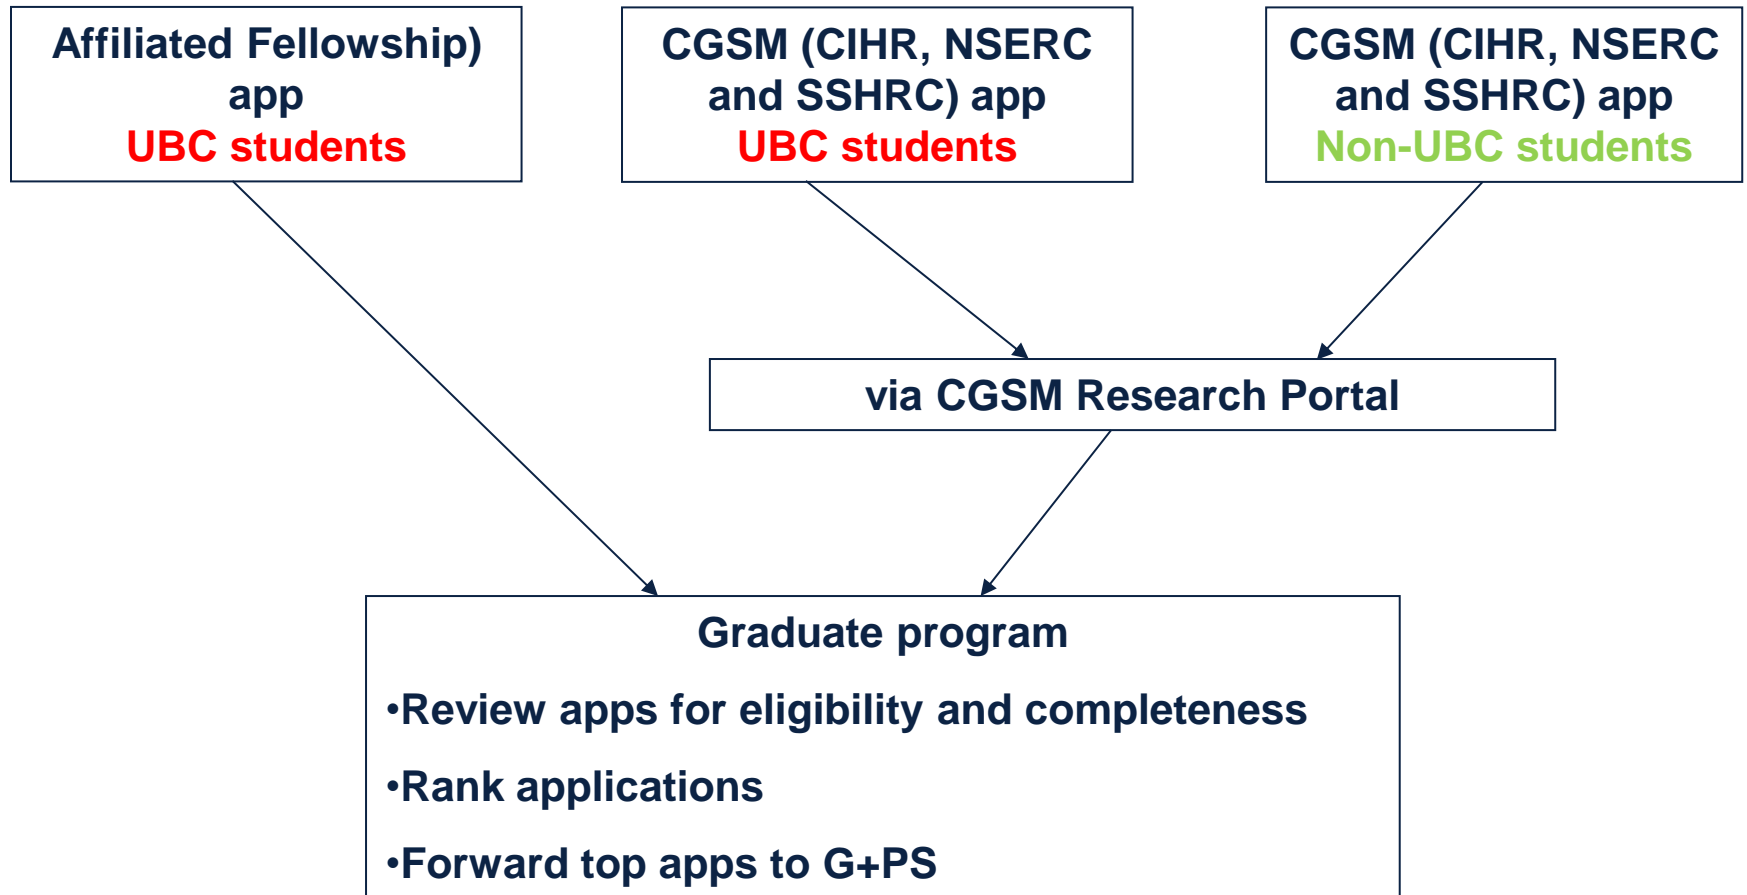 Affiliated Fellowship)
app
UBC students
CGSM (CIHR, NSERC
and SSHRC) app
UBC students
CGSM (CIHR, NSERC
and SSHRC) app
Non-UBC students
via CGSM Research Portal
Graduate program
•Review apps for eligibility and completeness
•Rank applications
•Forward top apps to G+PS